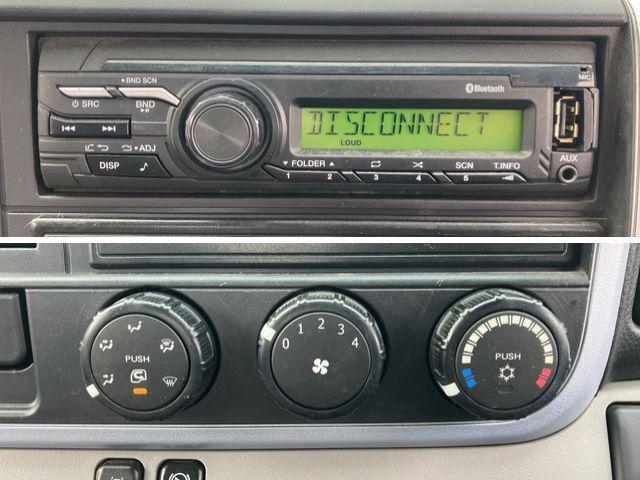 BND SCN
MIC
Bluetooth
SRC BND
DISCONNECT
LOUD
ADJ
DISP
FOLDER SCN T.INFO
1 2 3 4 5
AUX
0 1 2 3 4
PUSH PUSH